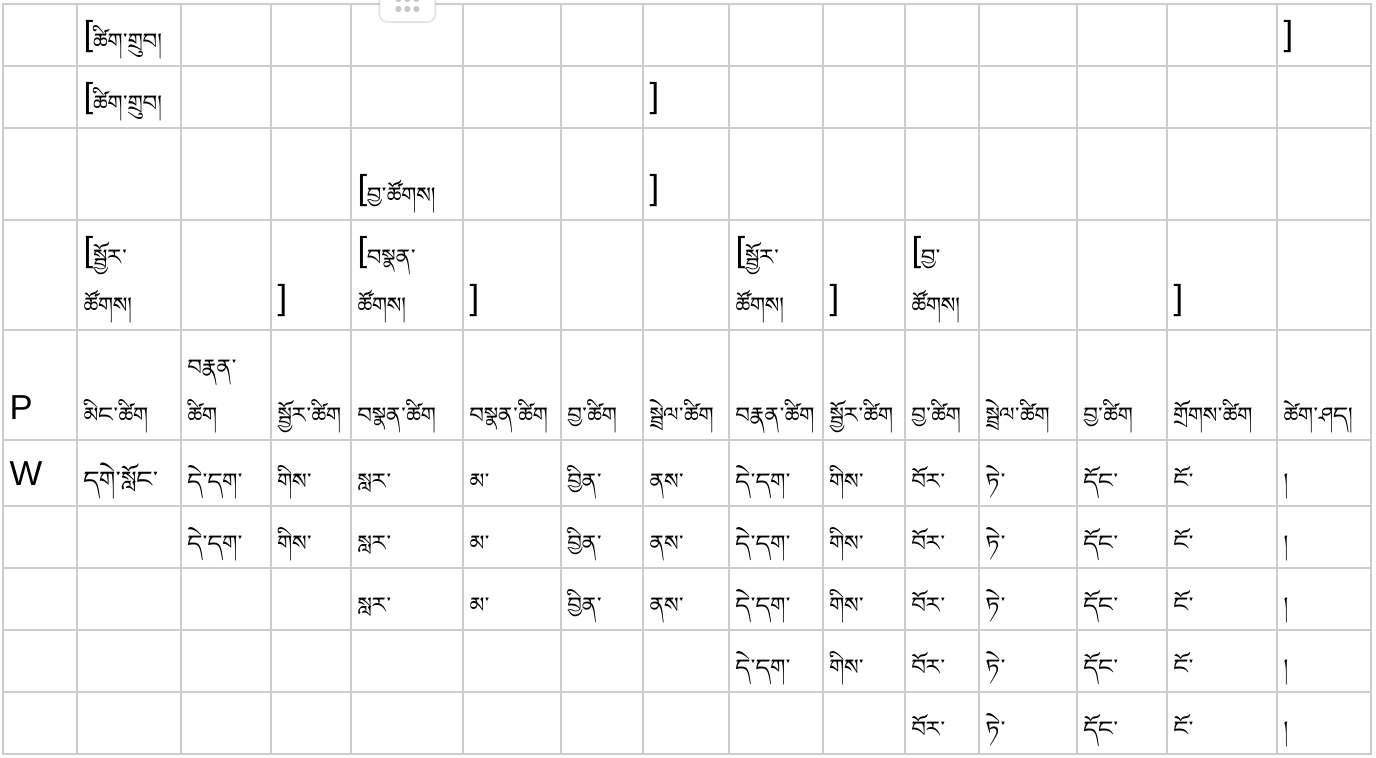 [ཚིག་གྲུབ། ]
[ཚིག་གྲུབ། ]
[བྱ་ཚོགས། ]
[སྦྱོར་ [བསྣན་ [སྦྱོར་ [བྱ་
ཚོགས། ] ཚོགས། ] ཚོགས། ] ཚོགས། ]
བརྣན་
P མིང་ཚིག ཚིག སྦྱོར་ཚིག བསྣན་ཚིག བསྣན་ཚིག བྱ་ཚིག སྦྲེལ་ཚིག བརྣན་ཚིག སྦྱོར་ཚིག བྱ་ཚིག སྦྲེལ་ཚིག བྱ་ཚིག གྲོགས་ཚིག ཚེག་ཤད།
W དགེ་སློང་ དེ་དག་ གིས་ སླར་ མ་ བྱིན་ ནས་ དེ་དག་ གིས་ བོར་ ཏེ་ དོང་ ངོ་ །
དེ་དག་ གིས་ སླར་ མ་ བྱིན་ ནས་ དེ་དག་ གིས་ བོར་ ཏེ་ དོང་ ངོ་ །
སླར་ མ་ བྱིན་ ནས་ དེ་དག་ གིས་ བོར་ ཏེ་ དོང་ ངོ་ །
དེ་དག་ གིས་ བོར་ ཏེ་ དོང་ ངོ་ །
བོར་ ཏེ་ དོང་ ངོ་ །